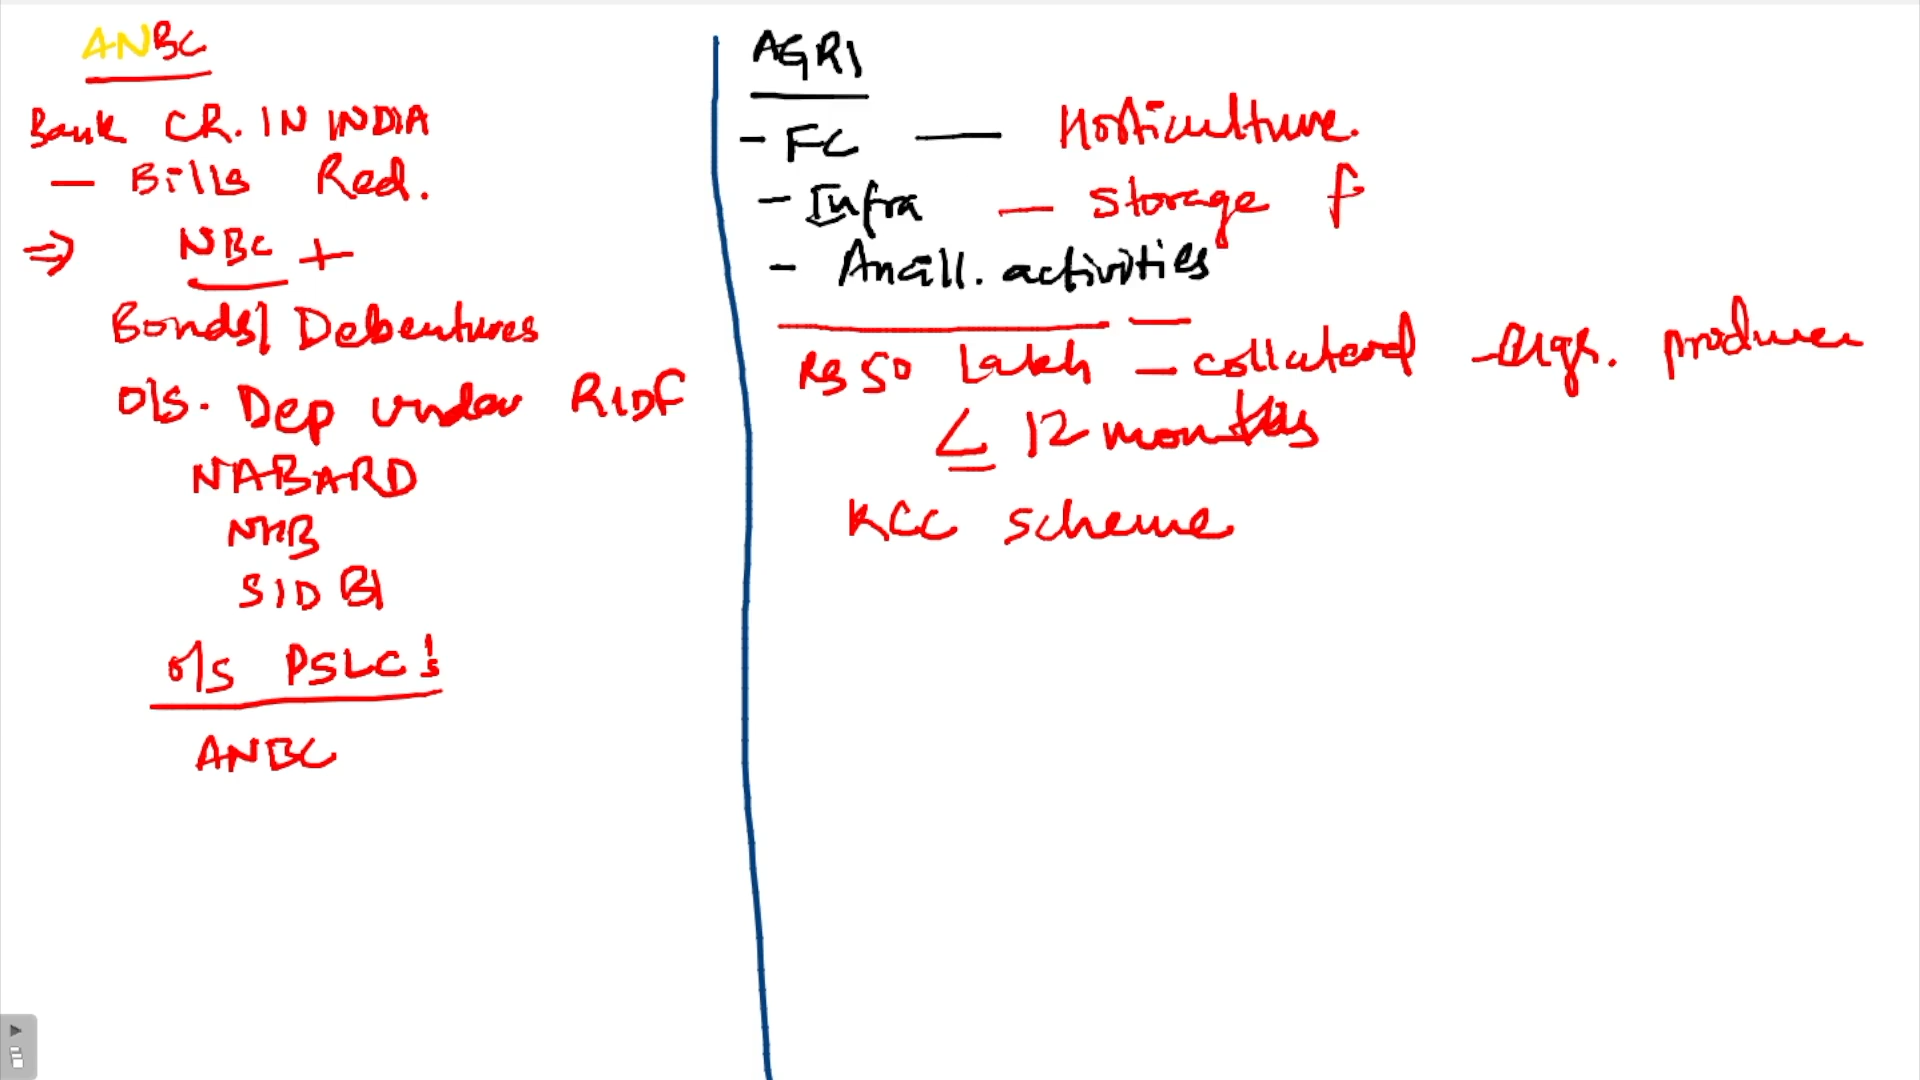 ANBC
Bank CR. IN INDIA
— Bills Red.
⇒ NBC +
Bonds/ Debentures
o/s. Dep under RIDF
NABARD
NHB
SIDBI
o/s PSLC's
ANBC
AGRI
- FC — Horticulture.
- Infra — storage f
- Ancill. activities
Rs 50 Lakh — collateral - Agr. produce
≤ 12 months
KCC scheme